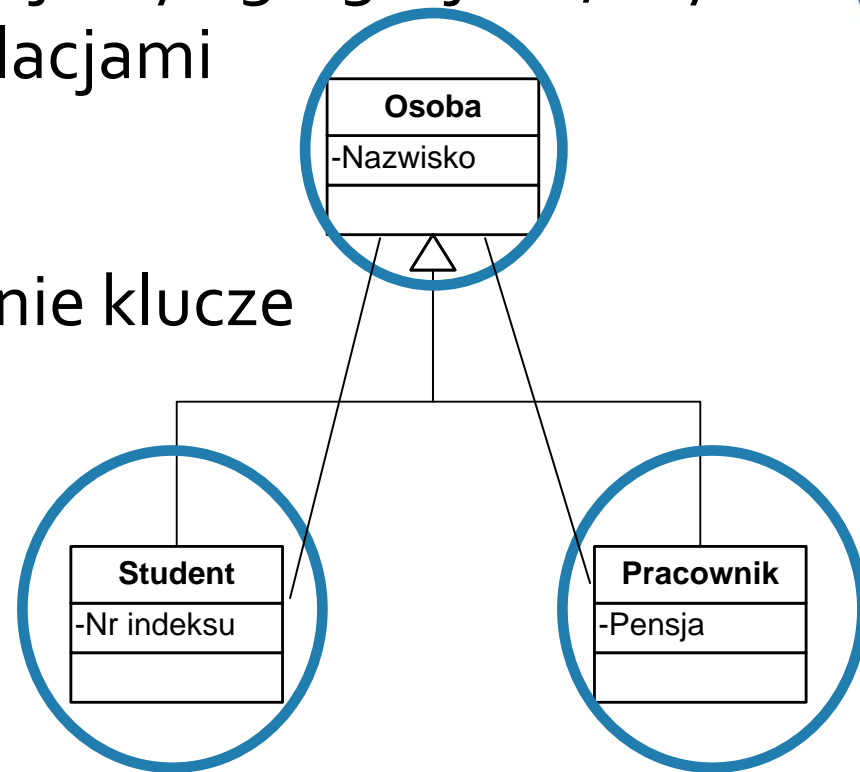 lacjami
Osoba
-Nazwisko
nie klucze
Student
-Nr indeksu
Pracownik
-Pensja